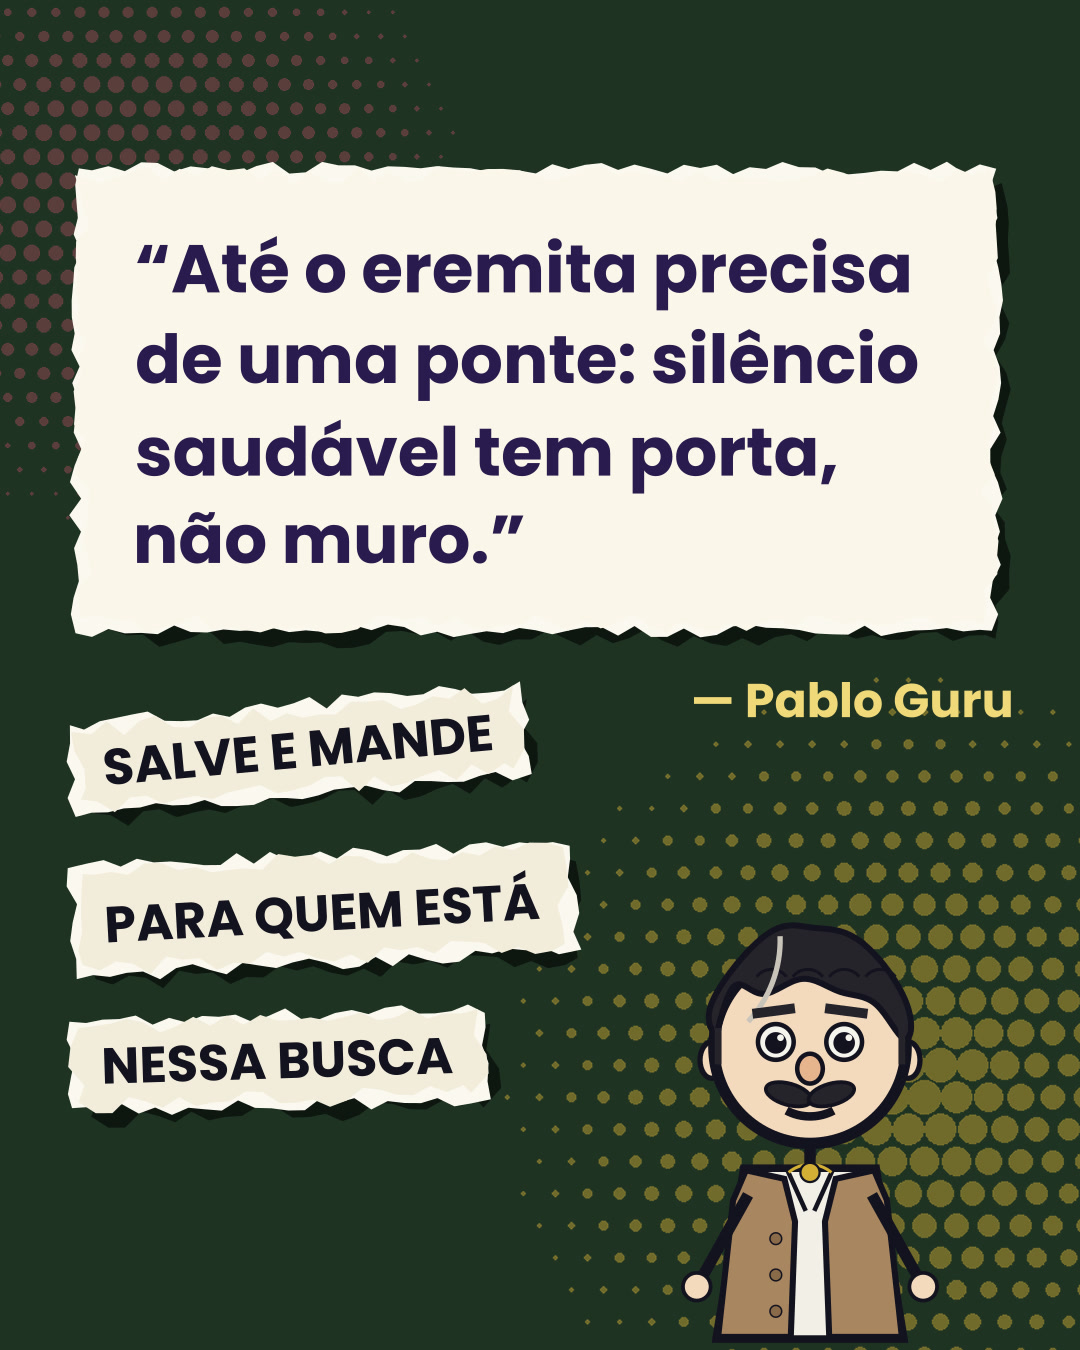 “Até o eremita precisa
de uma ponte: silêncio
saudável tem porta,
não muro.”
— Pablo Guru
SALVE E MANDE
PARA QUEM ESTÁ
NESSA BUSCA